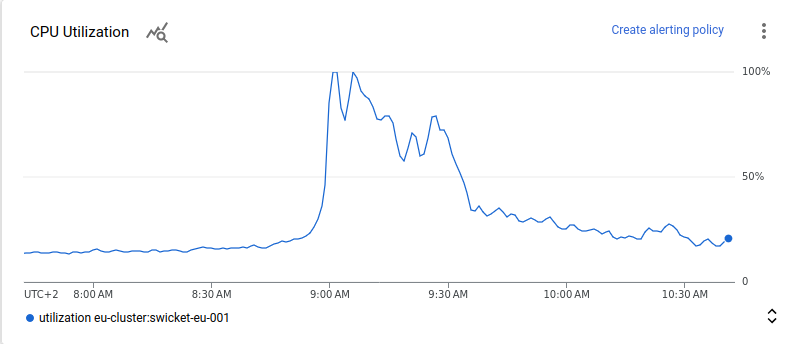 CPU Utilization
Create alerting policy
100%
50%
0
UTC+2 8:00 AM 8:30 AM 9:00 AM 9:30 AM 10:00 AM 10:30 AM
utilization eu-cluster:swicket-eu-001